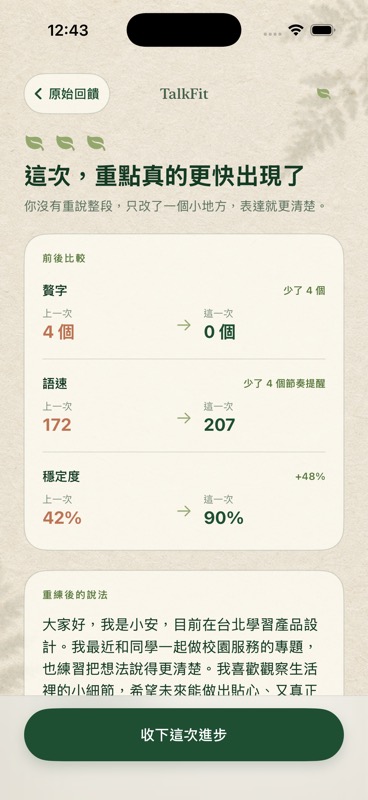 12:43
原始回饋
TalkFit
這次，重點真的更快出現了
你沒有重說整段，只改了一個小地方，表達就更清楚。
前後比較
贅字
少了 4 個
上一次
這一次
4 個
→
0 個
語速
少了 4 個節奏提醒
上一次
這一次
172
→
207
穩定度
+48%
上一次
這一次
42%
→
90%
重練後的說法
大家好，我是小安，目前在台北學習產品設
計。我最近和同學一起做校園服務的專題，
也練習把想法說得更清楚。我喜歡觀察生活
裡的小細節，希望未來能做出貼心、又真正
收下這次進步